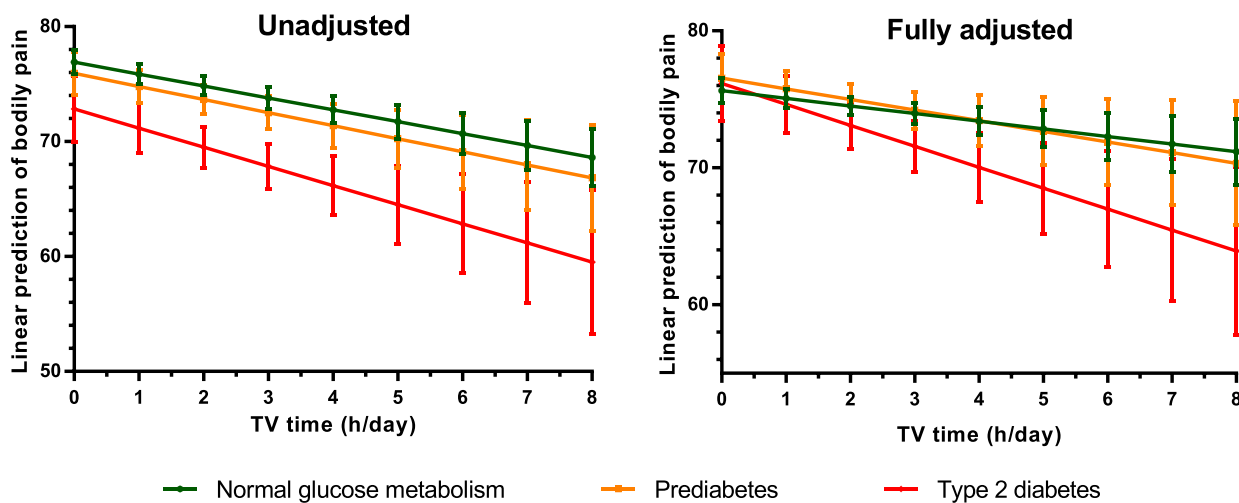 Unadjusted
Linear prediction of bodily pain
80
70
60
50
0 1 2 3 4 5 6 7 8
TV time (h/day)
Fully adjusted
Linear prediction of bodily pain
80
70
60
0 1 2 3 4 5 6 7 8
TV time (h/day)
Normal glucose metabolism Prediabetes Type 2 diabetes